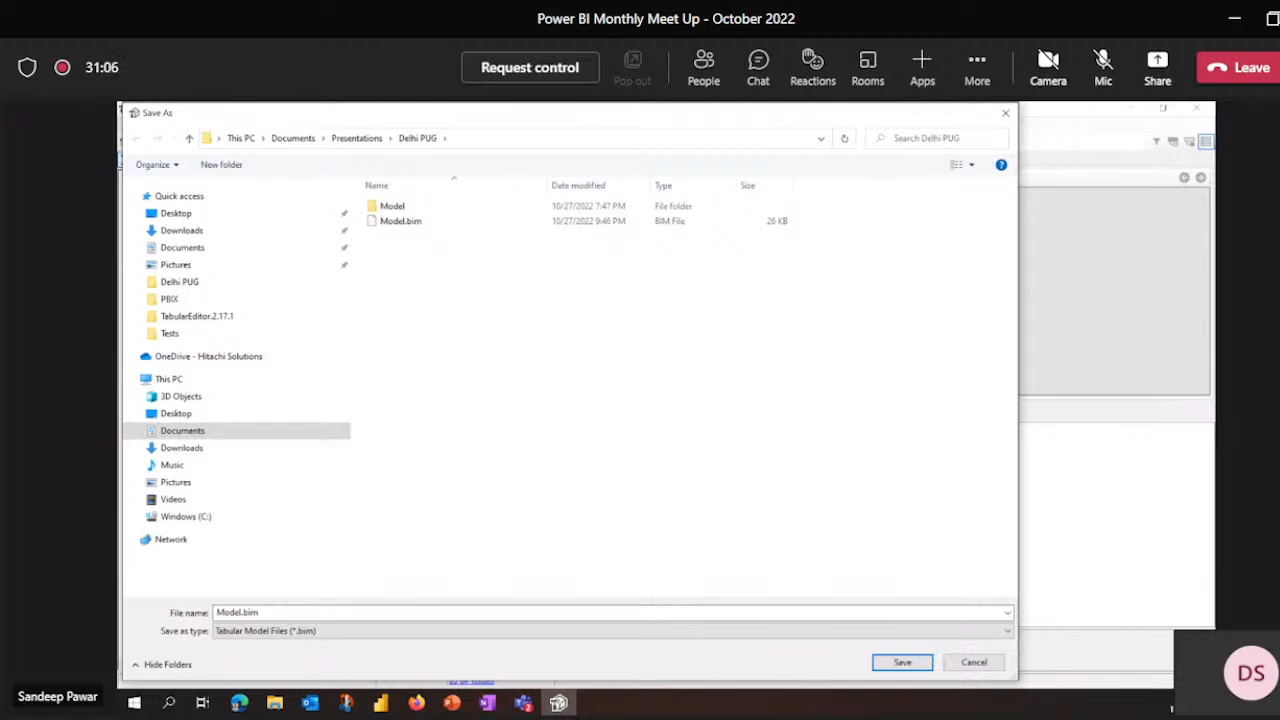 Power BI Monthly Meet Up - October 2022
31:06
Request control
Pop out
People
Chat
Reactions
Rooms
Apps
More
Camera
Mic
Share
Leave
Save As
This PC > Documents > Presentations > Delhi PUG >
Search Delhi PUG
Organize
New folder
Name
Date modified
Type
Size
Model 10/27/2022 7:47 PM File folder
Model.bim 10/27/2022 9:46 PM BIM File 26 KB
Quick access
Desktop
Downloads
Documents
Pictures
Delhi PUG
PBIX
TabularEditor.2.17.1
Tests
OneDrive - Hitachi Solutions
This PC
3D Objects
Desktop
Documents
Downloads
Music
Pictures
Videos
Windows (C:)
Network
File name: Model.bim
Save as type: Tabular Model Files (*.bim)
Hide Folders
Save
Cancel
Sandeep Pawar
DS